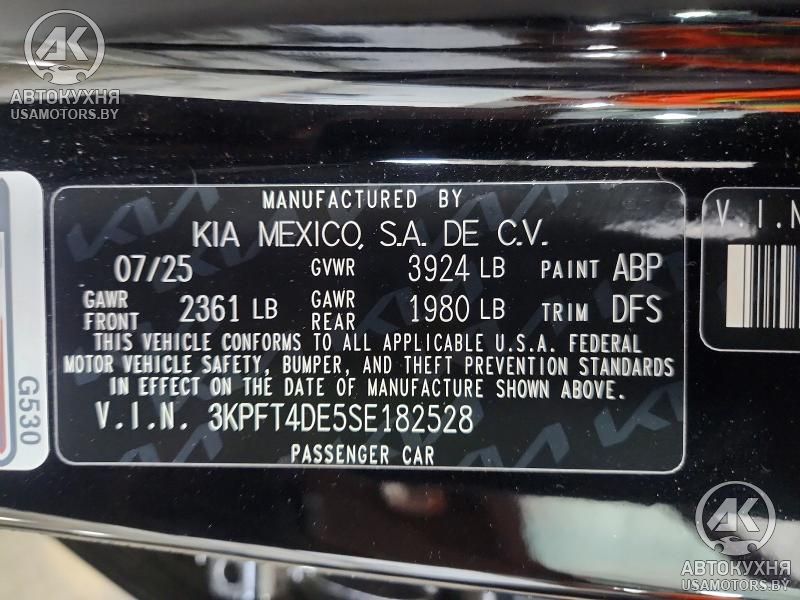 AK
АВТОКУХНЯ
USAMOTORS.BY
MANUFACTURED BY
KIA MEXICO, S.A. DE C.V.
07/25 GVWR 3924 LB PAINT ABP
GAWR FRONT 2361 LB GAWR REAR 1980 LB TRIM DFS
THIS VEHICLE CONFORMS TO ALL APPLICABLE U.S.A. FEDERAL
MOTOR VEHICLE SAFETY, BUMPER, AND THEFT PREVENTION STANDARDS
IN EFFECT ON THE DATE OF MANUFACTURE SHOWN ABOVE.
V.I.N. 3KPFT4DE5SE182528
PASSENGER CAR
G530
V.I.N
AK
АВТОКУХНЯ
USAMOTORS.BY